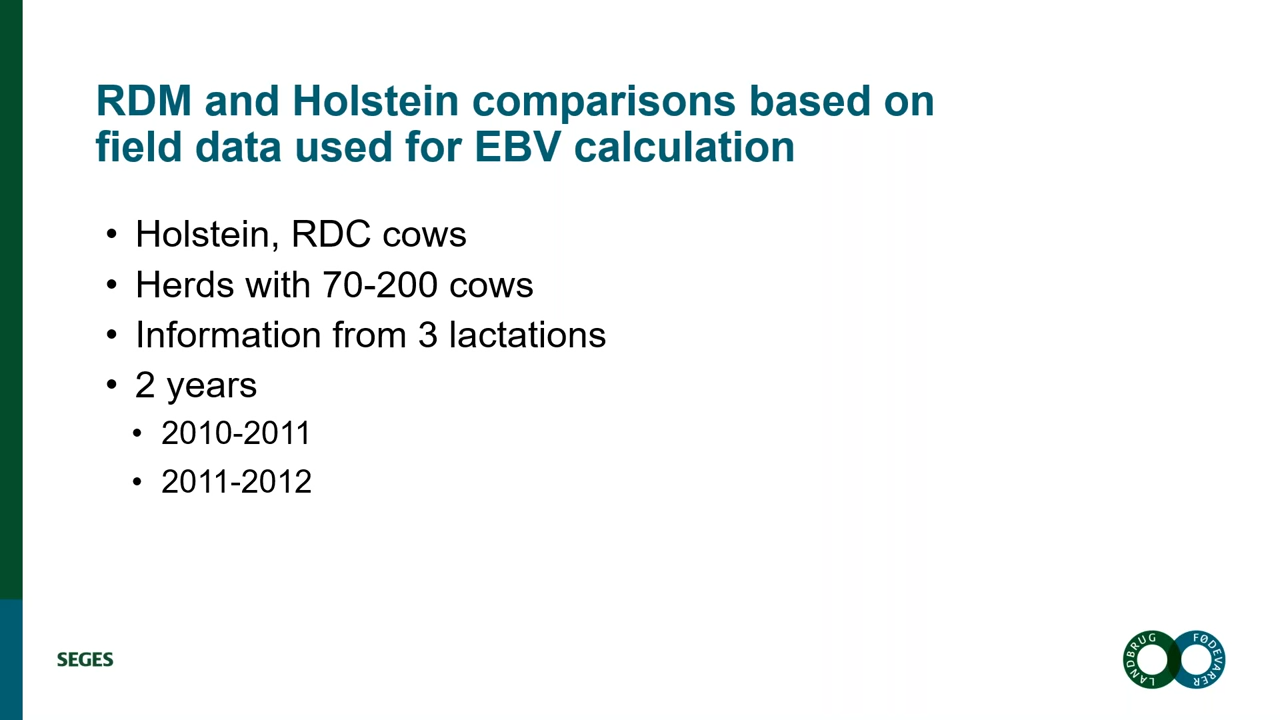 RDM and Holstein comparisons based on
field data used for EBV calculation
• Holstein, RDC cows
• Herds with 70-200 cows
• Information from 3 lactations
• 2 years
• 2010-2011
• 2011-2012
SEGES
LANDBRUG FØDEVARER